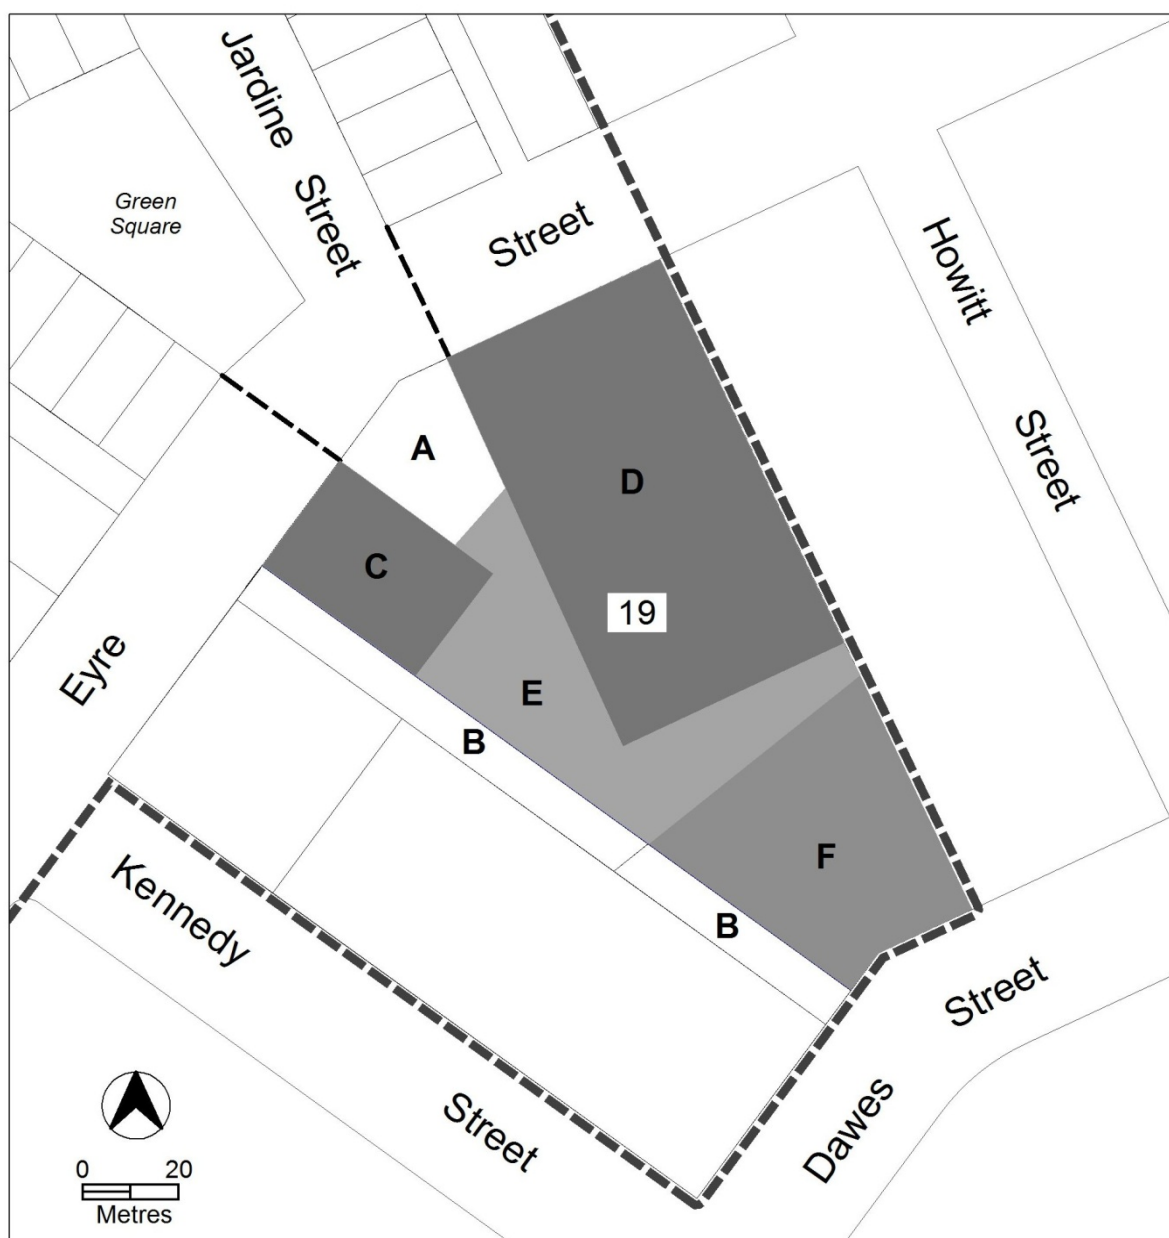 Jardine Street
Green
Square
Street
Howitt
Street
A
D
C
19
Eyre
E
B
F
Kennedy
B
Street
Street
Dawes
0 20
Metres